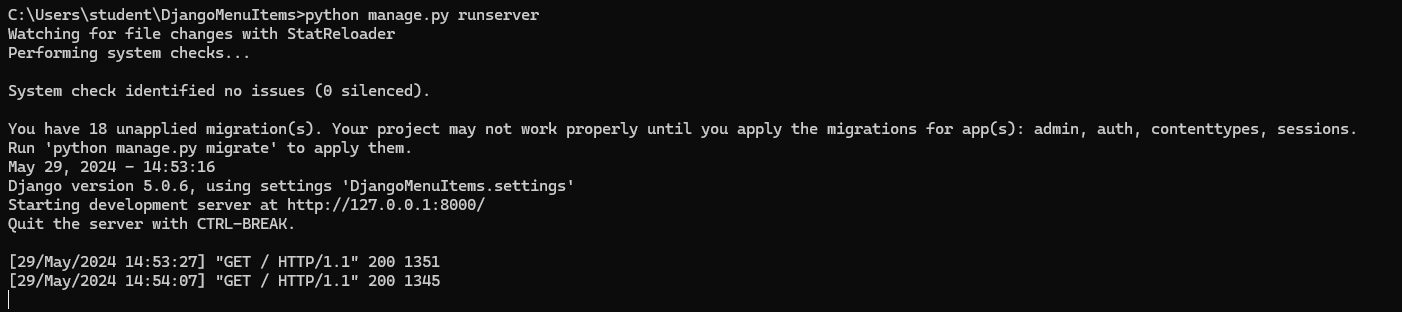 C:\Users\student\DjangoMenuItems>python manage.py runserver
Watching for file changes with StatReloader
Performing system checks...
System check identified no issues (0 silenced).
You have 18 unapplied migration(s). Your project may not work properly until you apply the migrations for app(s): admin, auth, contenttypes, sessions.
Run 'python manage.py migrate' to apply them.
May 29, 2024 - 14:53:16
Django version 5.0.6, using settings 'DjangoMenuItems.settings'
Starting development server at http://127.0.0.1:8000/
Quit the server with CTRL-BREAK.
[29/May/2024 14:53:27] "GET / HTTP/1.1" 200 1351
[29/May/2024 14:54:07] "GET / HTTP/1.1" 200 1345